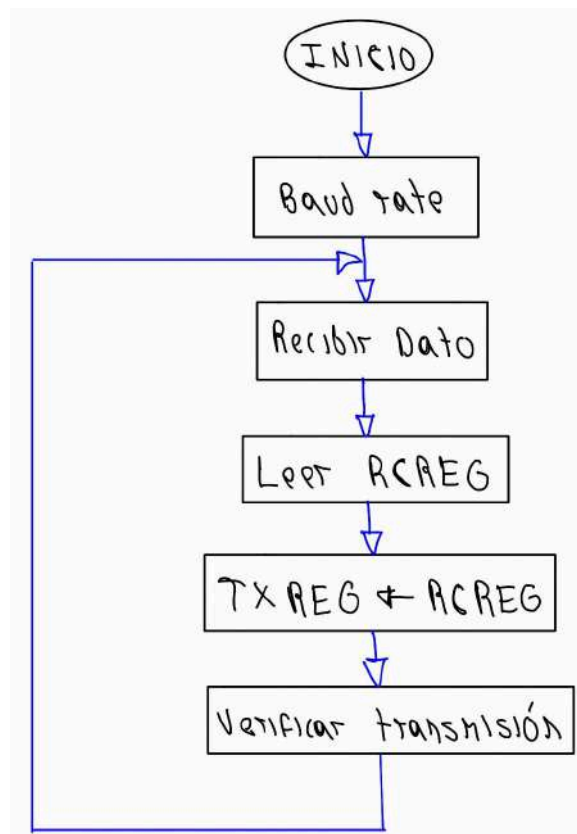 INICIO
Baud rate
Recibir Dato
Leer RCREG
TXREG ← RCREG
Verificar transmisión